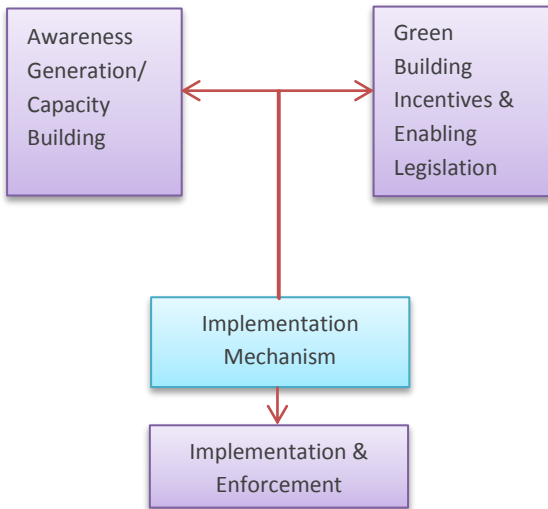 Awareness
Generation/
Capacity
Building
Green
Building
Incentives &
Enabling
Legislation
Implementation
Mechanism
Implementation &
Enforcement